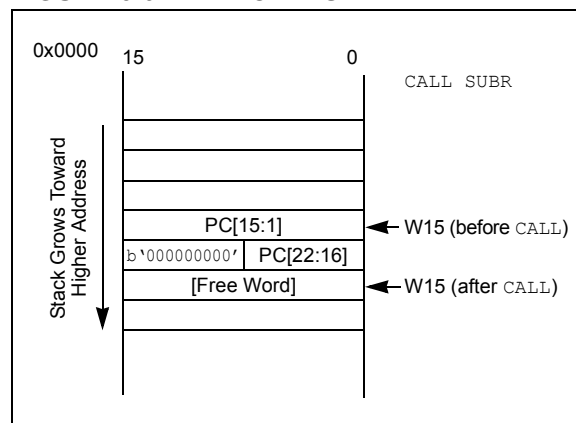 0x0000 15 0
CALL SUBR
Stack Grows Toward
Higher Address
PC[15:1] W15 (before CALL)
b‘000000000’ PC[22:16]
[Free Word] W15 (after CALL)